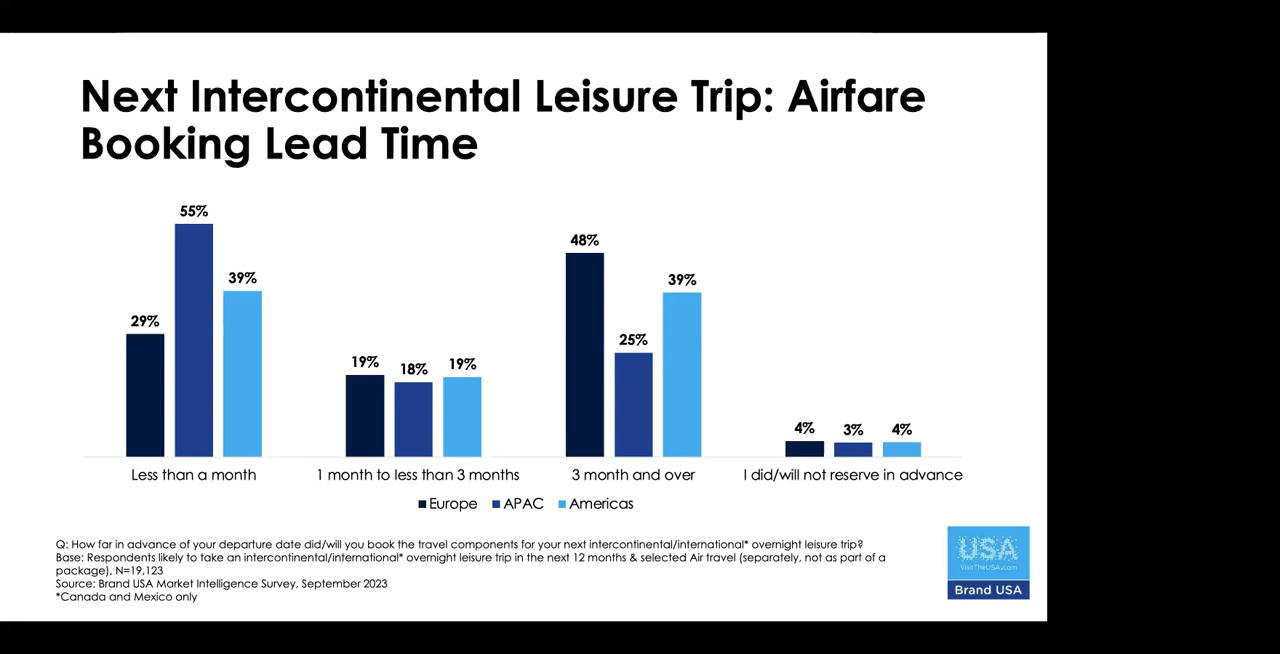 Next Intercontinental Leisure Trip: Airfare
Booking Lead Time
55%
48%
39%
39%
29%
25%
19%
18%
19%
4%
3%
4%
Less than a month
1 month to less than 3 months
3 month and over
I did/will not reserve in advance
Europe
APAC
Americas
Q: How far in advance of your departure date did/will you book the travel components for your next intercontinental/international* overnight leisure trip?
Base: Respondents likely to take an intercontinental/international* overnight leisure trip in the next 12 months & selected Air travel (separately, not as part of a
package), N=19,123
Source: Brand USA Market Intelligence Survey, September 2023
*Canada and Mexico only
USA
VisitTheUSA.com
Brand USA